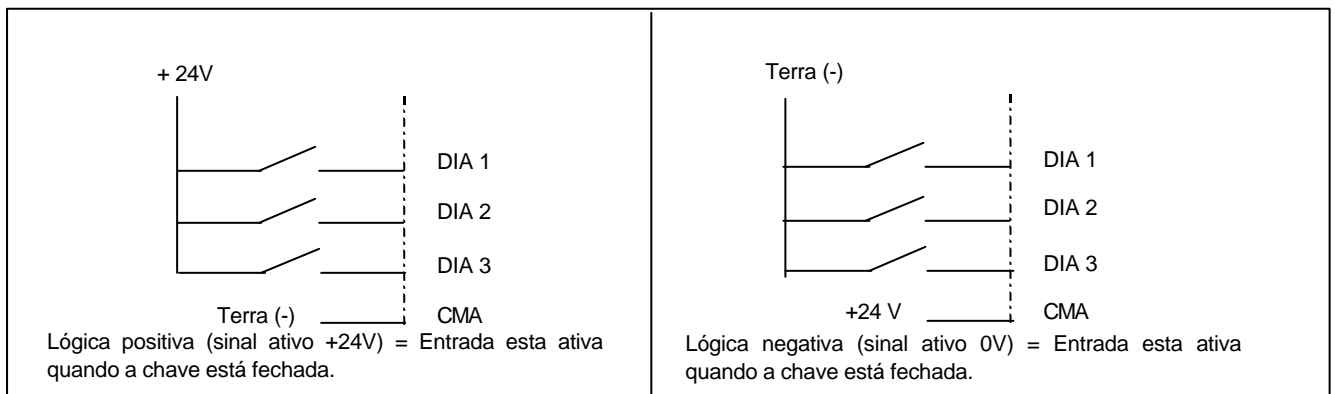 + 24V
DIA 1
DIA 2
DIA 3
Terra (-)
CMA
Lógica positiva (sinal ativo +24V) = Entrada esta ativa
quando a chave está fechada.
Terra (-)
DIA 1
DIA 2
DIA 3
+24 V
CMA
Lógica negativa (sinal ativo 0V) = Entrada esta ativa
quando a chave está fechada.